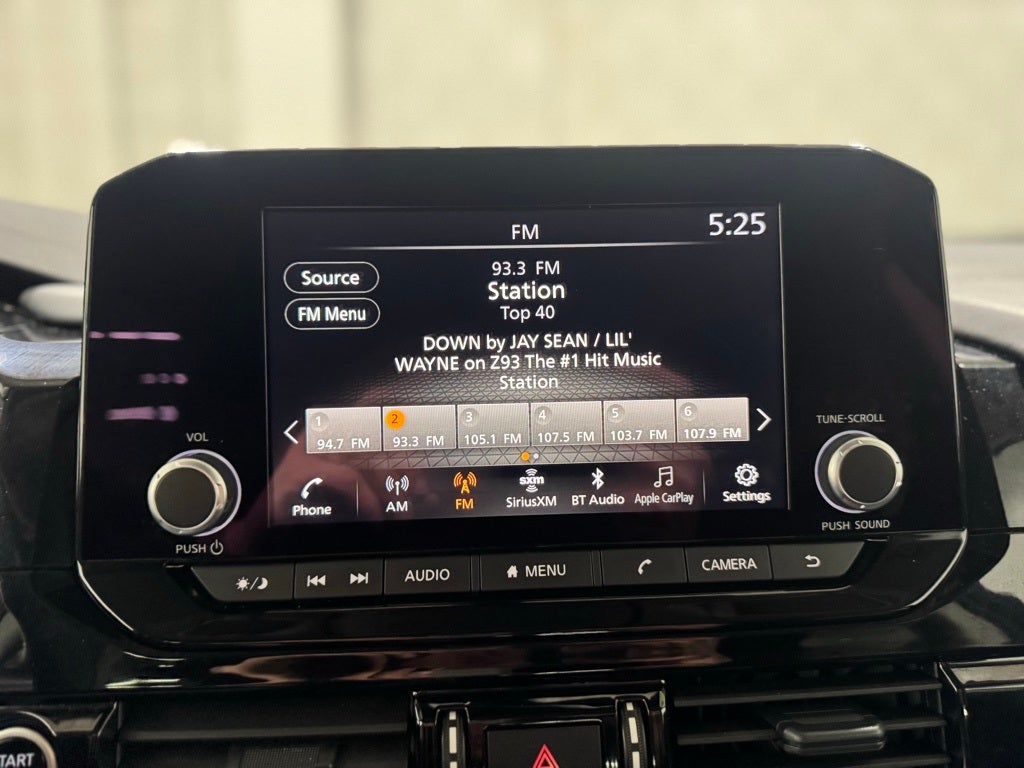 FM
5:25
Source
FM Menu
93.3 FM
Station
Top 40
DOWN by JAY SEAN / LIL'
WAYNE on Z93 The #1 Hit Music
Station
1
94.7 FM
2
93.3 FM
3
105.1 FM
4
107.5 FM
5
103.7 FM
6
107.9 FM
Phone
AM
FM
sxm
SiriusXM
BT Audio
Apple CarPlay
Settings
VOL
PUSH
TUNE·SCROLL
PUSH SOUND
AUDIO
MENU
CAMERA
TART